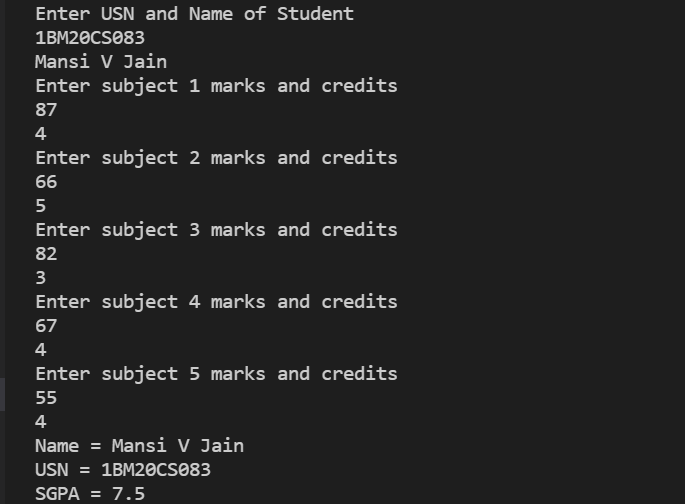 Enter USN and Name of Student
1BM20CS083
Mansi V Jain
Enter subject 1 marks and credits
87
4
Enter subject 2 marks and credits
66
5
Enter subject 3 marks and credits
82
3
Enter subject 4 marks and credits
67
4
Enter subject 5 marks and credits
55
4
Name = Mansi V Jain
USN = 1BM20CS083
SGPA = 7.5